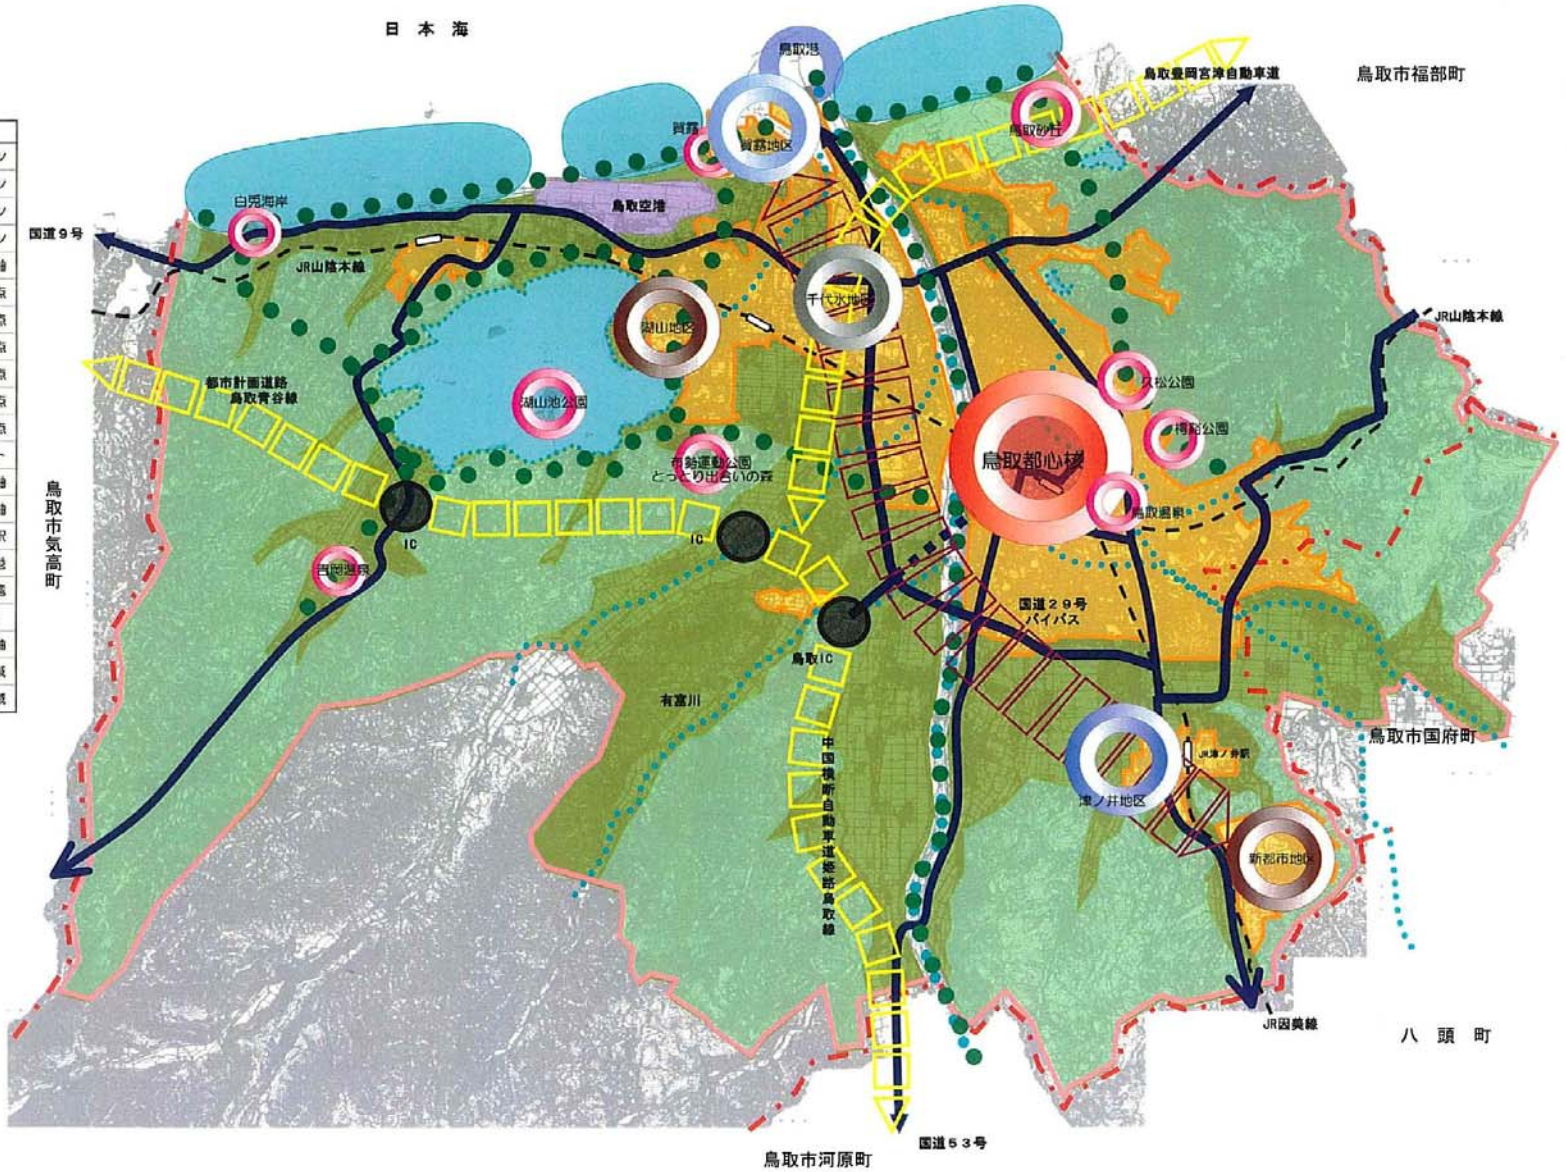 日本海
鳥取港
鳥取市福部町
鳥取豊岡宮津自動車道
賀露
賀露地区
鳥取砂丘
白兎海岸
鳥取空港
国道9号
JR山陰本線
千代水地区
湖山地区
JR山陰本線
都市計画道路
鳥取青谷線
湖山池公園
久松公園
樗谿公園
布勢運動公園
とっとり出合いの森
鳥取都心核
鳥取温泉
鳥取市気高町
IC
IC
吉岡温泉
国道29号
バイパス
鳥取IC
有富川
鳥取市国府町
中国横断自動車道姫路鳥取線
JR津ノ井駅
津ノ井地区
新都市地区
JR因美線
八頭町
国道53号
鳥取市河原町